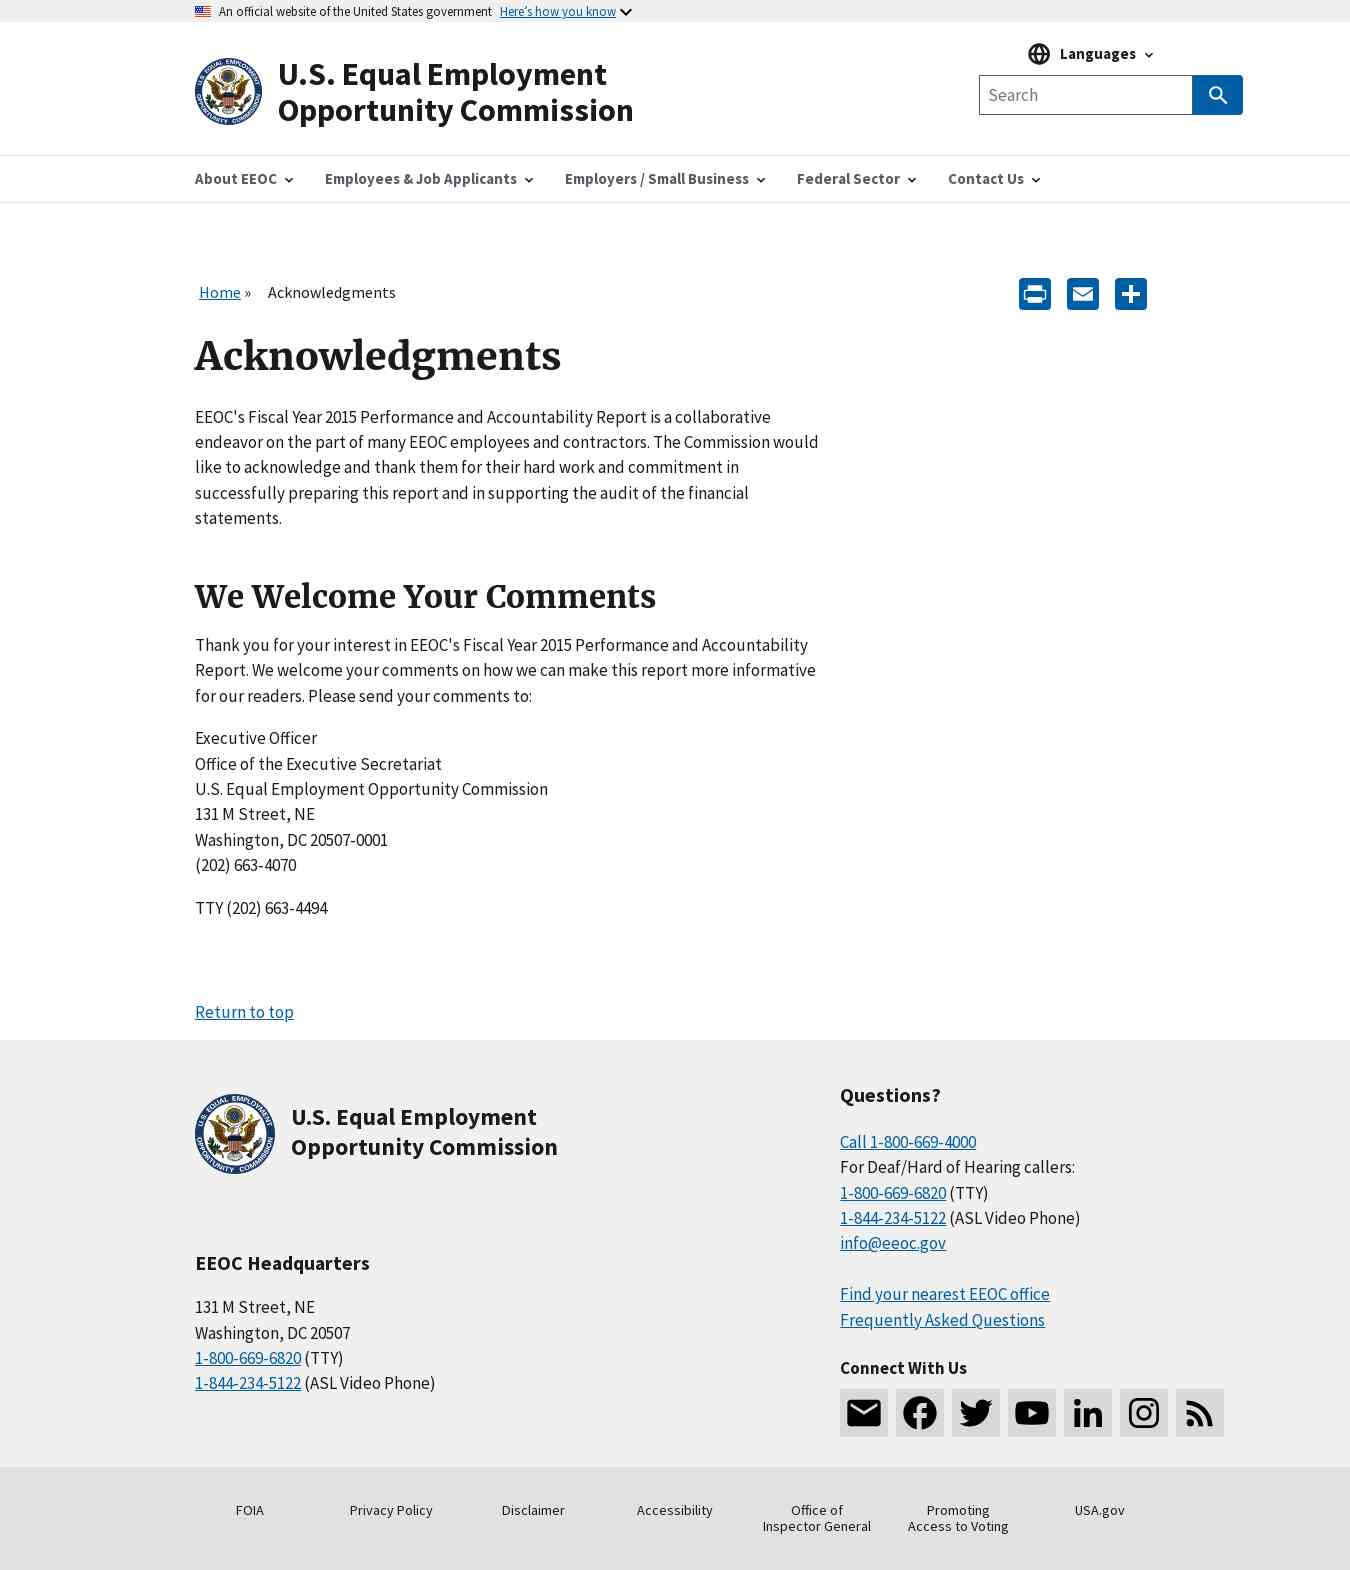 An official website of the United States government Here's how you know
U.S. Equal Employment
Opportunity Commission
Languages
Search
About EEOC
Employees & Job Applicants
Employers / Small Business
Federal Sector
Contact Us
Home » Acknowledgments
Acknowledgments
EEOC's Fiscal Year 2015 Performance and Accountability Report is a collaborative
endeavor on the part of many EEOC employees and contractors. The Commission would
like to acknowledge and thank them for their hard work and commitment in
successfully preparing this report and in supporting the audit of the financial
statements.
We Welcome Your Comments
Thank you for your interest in EEOC's Fiscal Year 2015 Performance and Accountability
Report. We welcome your comments on how we can make this report more informative
for our readers. Please send your comments to:
Executive Officer
Office of the Executive Secretariat
U.S. Equal Employment Opportunity Commission
131 M Street, NE
Washington, DC 20507-0001
(202) 663-4070
TTY (202) 663-4494
Return to top
U.S. Equal Employment
Opportunity Commission
EEOC Headquarters
131 M Street, NE
Washington, DC 20507
1-800-669-6820 (TTY)
1-844-234-5122 (ASL Video Phone)
Questions?
Call 1-800-669-4000
For Deaf/Hard of Hearing callers:
1-800-669-6820 (TTY)
1-844-234-5122 (ASL Video Phone)
info@eeoc.gov
Find your nearest EEOC office
Frequently Asked Questions
Connect With Us
FOIA
Privacy Policy
Disclaimer
Accessibility
Office of
Inspector General
Promoting
Access to Voting
USA.gov